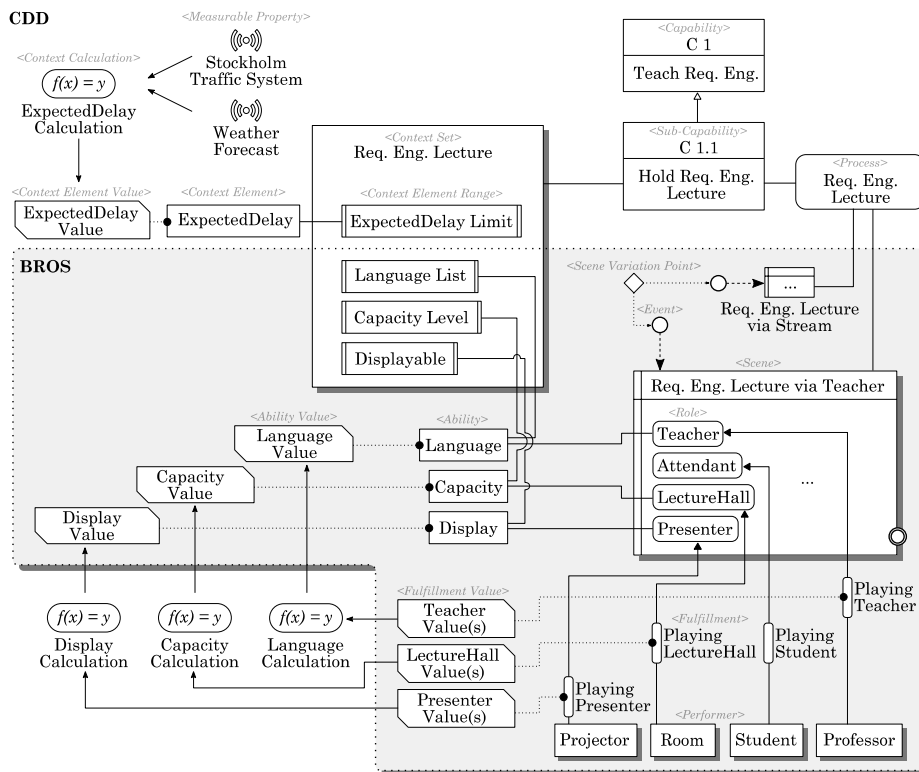 CDD
<Measurable Property>
Stockholm
Traffic System
Weather
Forecast
<Context Calculation>
f(x) = y
ExpectedDelay
Calculation
<Context Element Value>
ExpectedDelay
Value
<Context Element>
ExpectedDelay
<Context Set>
Req. Eng. Lecture
<Context Element Range>
ExpectedDelay Limit
<Capability>
C 1
Teach Req. Eng.
<Sub-Capability>
C 1.1
Hold Req. Eng.
Lecture
<Process>
Req. Eng.
Lecture
BROS
Language List
Capacity Level
Displayable
<Scene Variation Point>
<Event>
...
Req. Eng. Lecture
via Stream
<Scene>
Req. Eng. Lecture via Teacher
<Role>
Teacher
Attendant
LectureHall
Presenter
...
<Ability Value>
Language
Value
Capacity
Value
Display
Value
<Ability>
Language
Capacity
Display
f(x) = y
Display
Calculation
f(x) = y
Capacity
Calculation
f(x) = y
Language
Calculation
<Fulfillment Value>
Teacher
Value(s)
LectureHall
Value(s)
Presenter
Value(s)
<Fulfillment>
Playing
Teacher
Playing
LectureHall
Playing
Student
Playing
Presenter
<Performer>
Projector
Room
Student
Professor